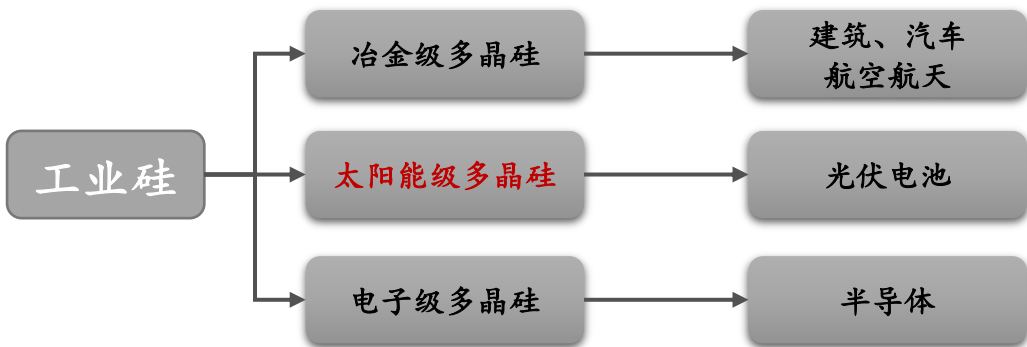 工业硅
冶金级多晶硅
建筑、汽车
航空航天
太阳能级多晶硅
光伏电池
电子级多晶硅
半导体